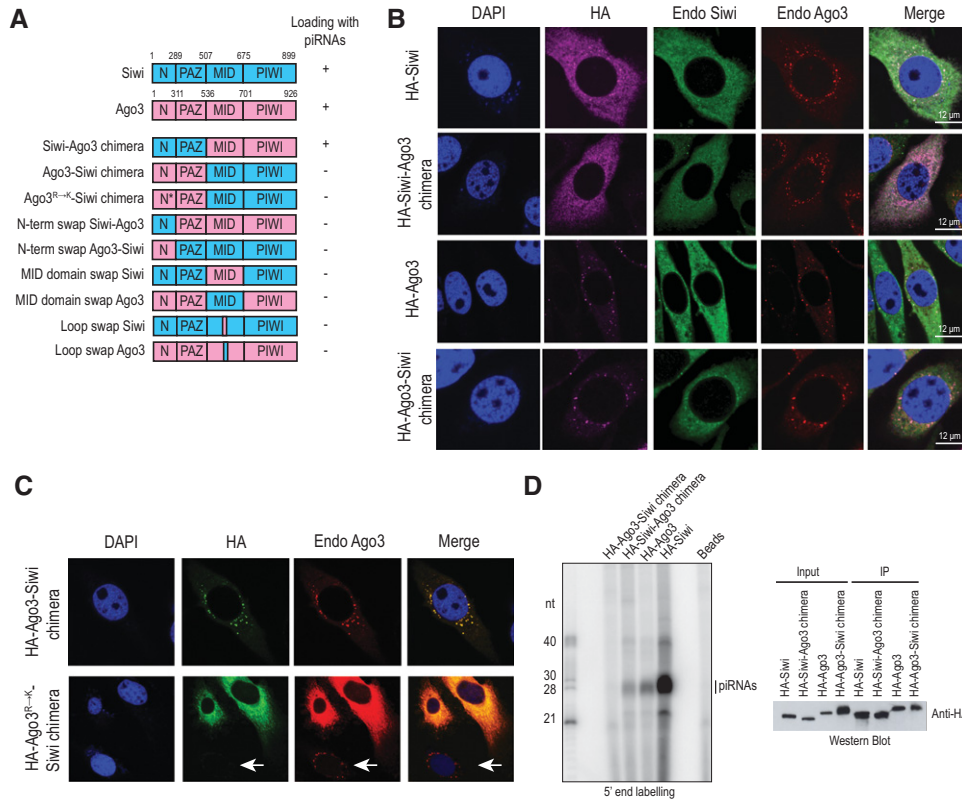 A
Loading with
piRNAs
1 289 507 675 899
Siwi N PAZ MID PIWI +
1 311 536 701 926
Ago3 N PAZ MID PIWI +
Siwi-Ago3 chimera N PAZ MID PIWI +
Ago3-Siwi chimera N PAZ MID PIWI -
Ago3R→K-Siwi chimera N* PAZ MID PIWI -
N-term swap Siwi-Ago3 N PAZ MID PIWI -
N-term swap Ago3-Siwi N PAZ MID PIWI -
MID domain swap Siwi N PAZ MID PIWI -
MID domain swap Ago3 N PAZ MID PIWI -
Loop swap Siwi N PAZ PIWI -
Loop swap Ago3 N PAZ PIWI -
B
DAPI HA Endo Siwi Endo Ago3 Merge
HA-Siwi
12 µm
HA-Siwi-Ago3
chimera
12 µm
HA-Ago3
12 µm
HA-Ago3-Siwi
chimera
12 µm
C
DAPI HA Endo Ago3 Merge
HA-Ago3-Siwi
chimera
HA-Ago3R→K-
Siwi chimera
D
HA-Ago3-Siwi chimera
HA-Siwi-Ago3 chimera
HA-Ago3
HA-Siwi
Beads
nt
40
30
28
21
piRNAs
5' end labelling
Input IP
HA-Siwi
HA-Siwi-Ago3 chimera
HA-Ago3
HA-Ago3-Siwi chimera
HA-Siwi
HA-Siwi-Ago3 chimera
HA-Ago3
HA-Ago3-Siwi chimera
Anti-H
Western Blot